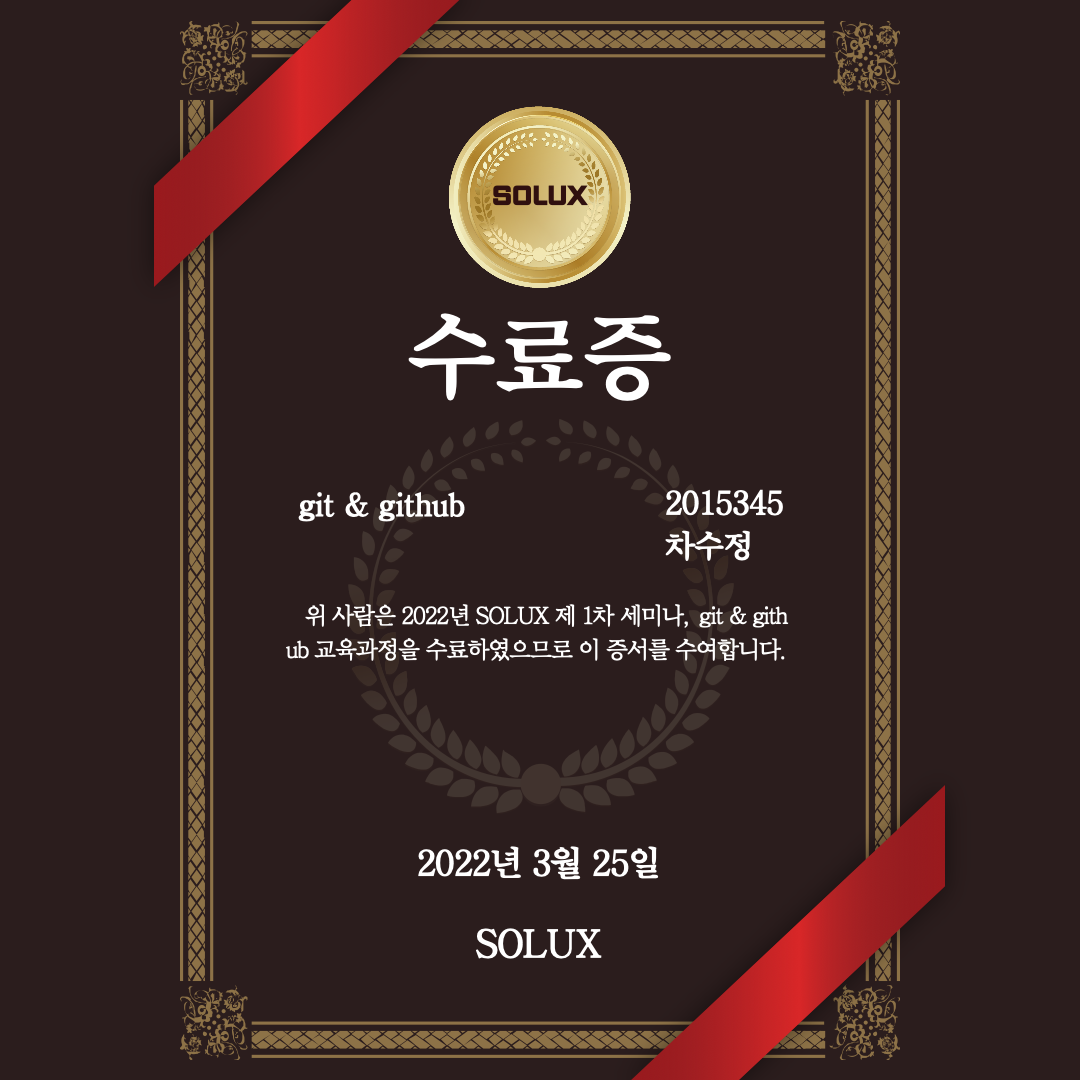 SOLUX
수료증
git & github
2015345
차수정
위 사람은 2022년 SOLUX 제 1차 세미나, git & gith
ub 교육과정을 수료하였으므로 이 증서를 수여합니다.
2022년 3월 25일
SOLUX